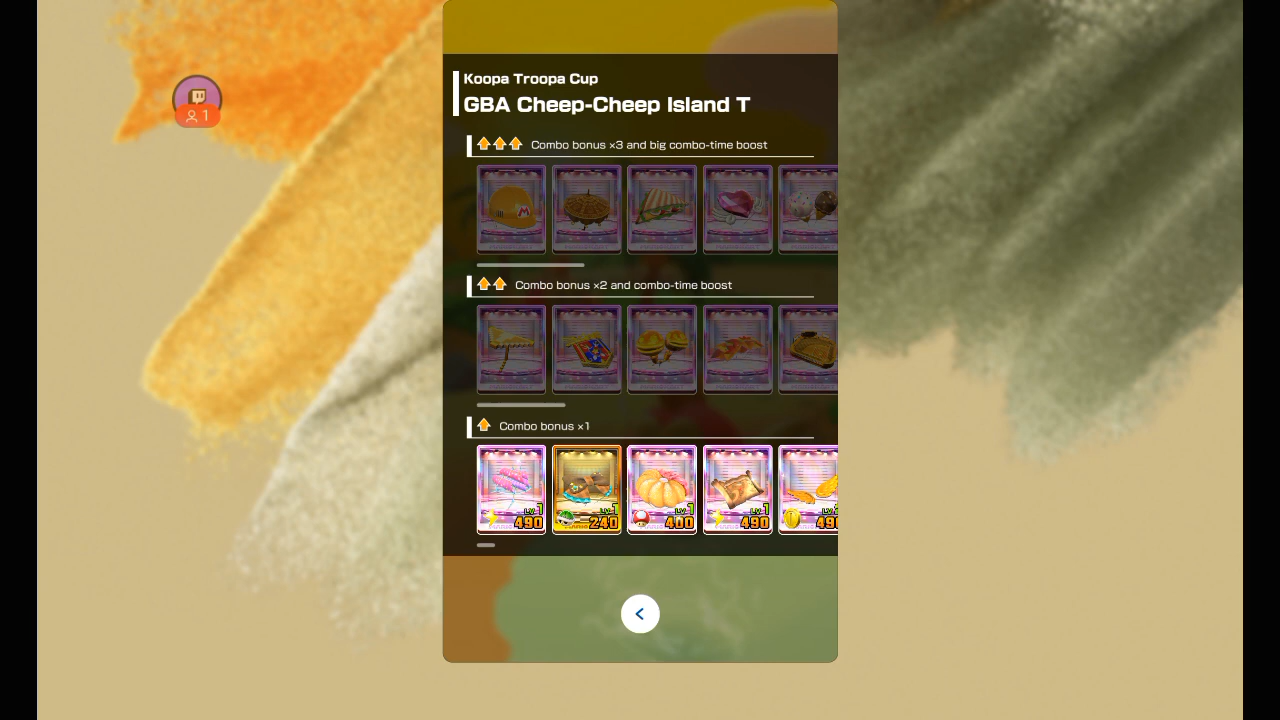 1
Koopa Troopa Cup
GBA Cheep-Cheep Island T
Combo bonus ×3 and big combo-time boost
M
Combo bonus ×2 and combo-time boost
Combo bonus ×1
LV.1 LV.1 LV.1 LV.1
490 240 400 490 490